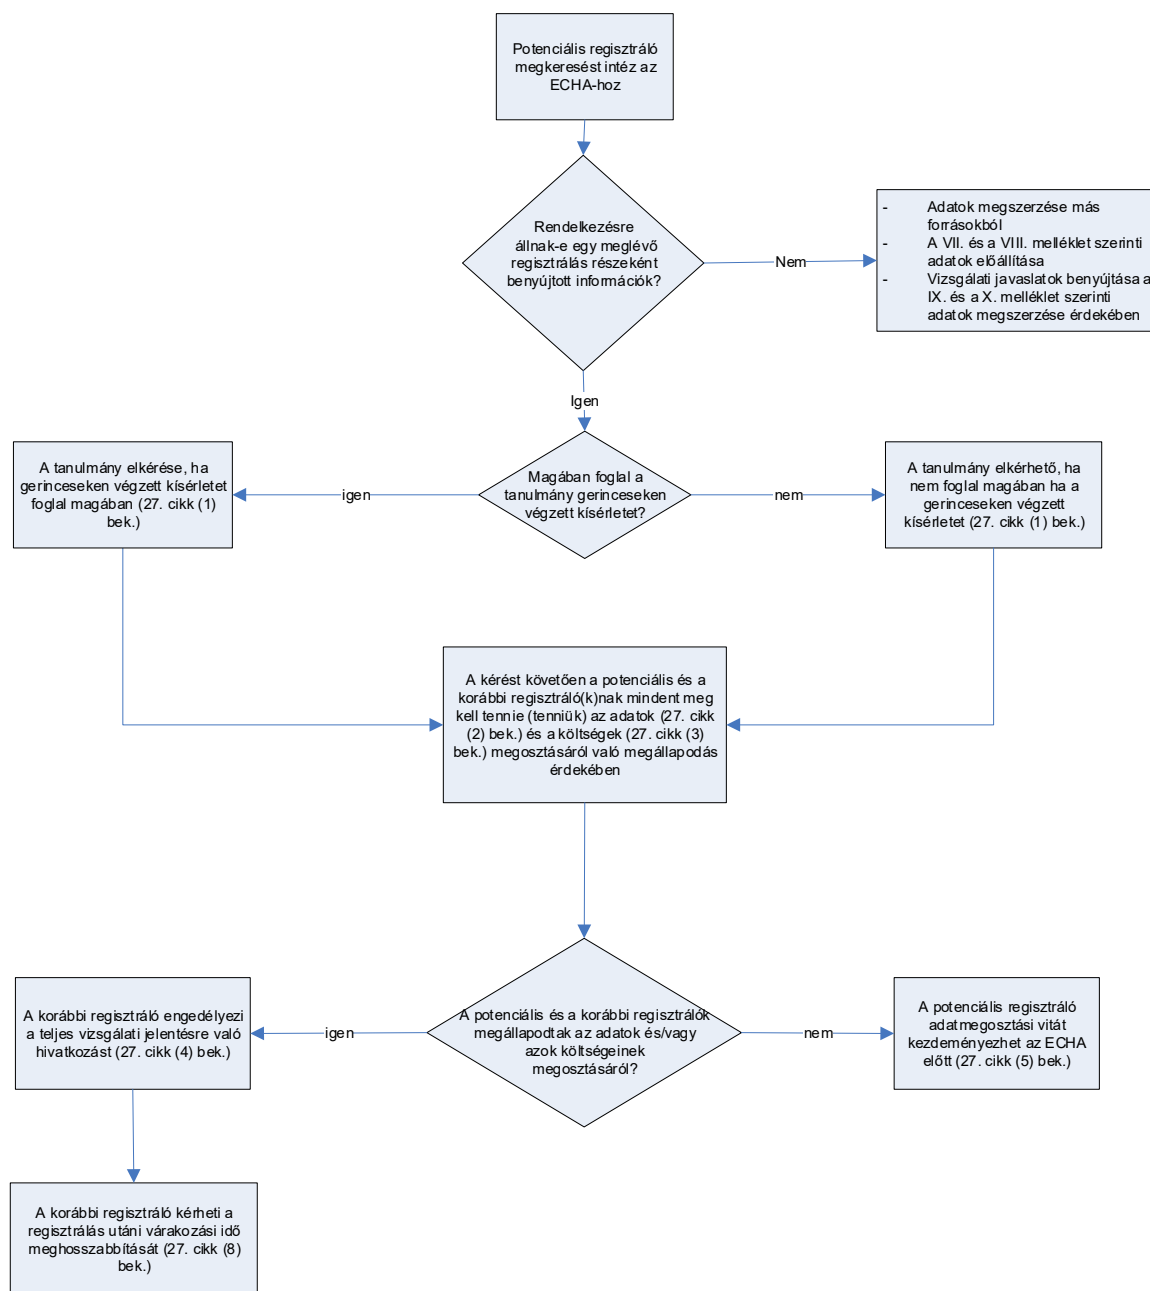 Potenciális regisztráló
megkeresést intéz az
ECHA-hoz
Rendelkezésre
állnak-e egy meglévő
regisztrálás részeként
benyújtott információk?
Nem
- Adatok megszerzése más
forrásokból
- A VII. és a VIII. melléklet szerinti
adatok előállítása
- Vizsgálati javaslatok benyújtása a
IX. és a X. melléklet szerinti
adatok megszerzése érdekében
Igen
A tanulmány elkérése, ha
gerinceseken végzett kísérletet
foglal magában (27. cikk (1)
bek.)
igen
Magában foglal a
tanulmány gerinceseken
végzett kísérletet?
nem
A tanulmány elkérhető, ha
nem foglal magában ha a
gerinceseken végzett
kísérletet (27. cikk (1) bek.)
A kérést követően a potenciális és a
korábbi regisztráló(k)nak mindent meg
kell tennie (tenniük) az adatok (27. cikk
(2) bek.) és a költségek (27. cikk (3)
bek.) megosztásáról való megállapodás
érdekében
A korábbi regisztráló engedélyezi
a teljes vizsgálati jelentésre való
hivatkozást (27. cikk (4) bek.)
igen
A potenciális és a korábbi regisztrálók
megállapodtak az adatok és/vagy
azok költségeinek
megosztásáról?
nem
A potenciális regisztráló
adatmegosztási vitát
kezdeményezhet az ECHA
előtt (27. cikk (5) bek.)
A korábbi regisztráló kérheti a
regisztrálás utáni várakozási idő
meghosszabbítását (27. cikk (8)
bek.)